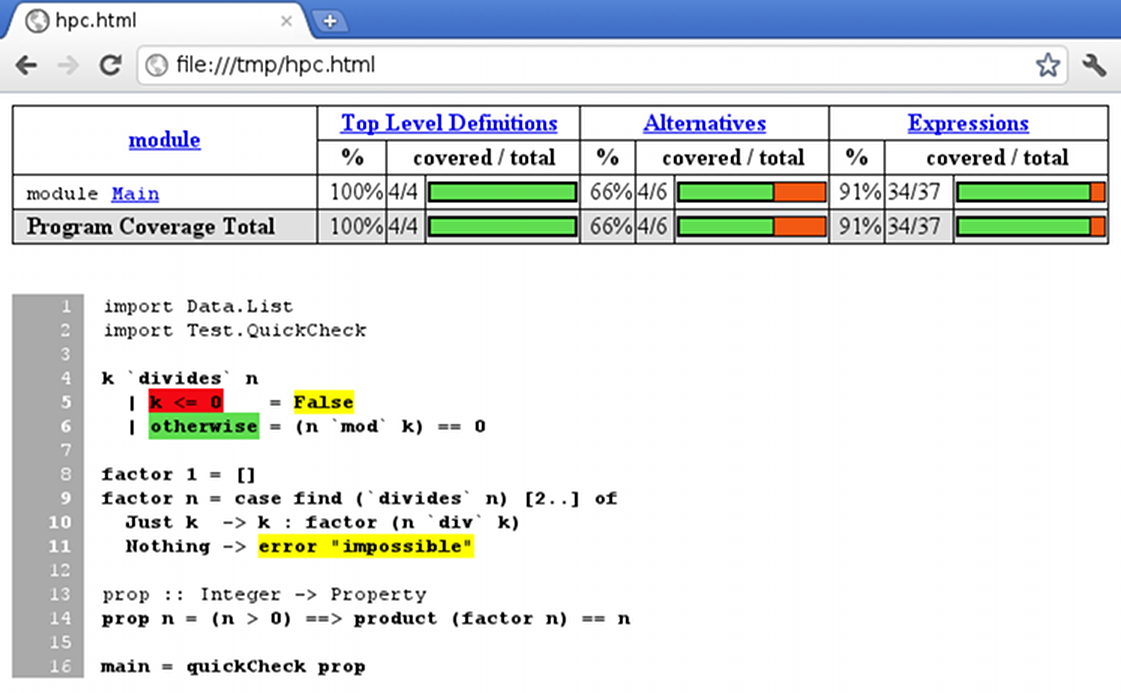 hpc.html
file:///tmp/hpc.html
module Top Level Definitions Alternatives Expressions
% covered / total % covered / total % covered / total
module Main 100% 4/4 66% 4/6 91% 34/37
Program Coverage Total 100% 4/4 66% 4/6 91% 34/37
1 import Data.List
2 import Test.QuickCheck
3
4 k `divides` n
5 | k <= 0 = False
6 | otherwise = (n `mod` k) == 0
7
8 factor 1 = []
9 factor n = case find (`divides` n) [2..] of
10 Just k -> k : factor (n `div` k)
11 Nothing -> error "impossible"
12
13 prop :: Integer -> Property
14 prop n = (n > 0) ==> product (factor n) == n
15
16 main = quickCheck prop